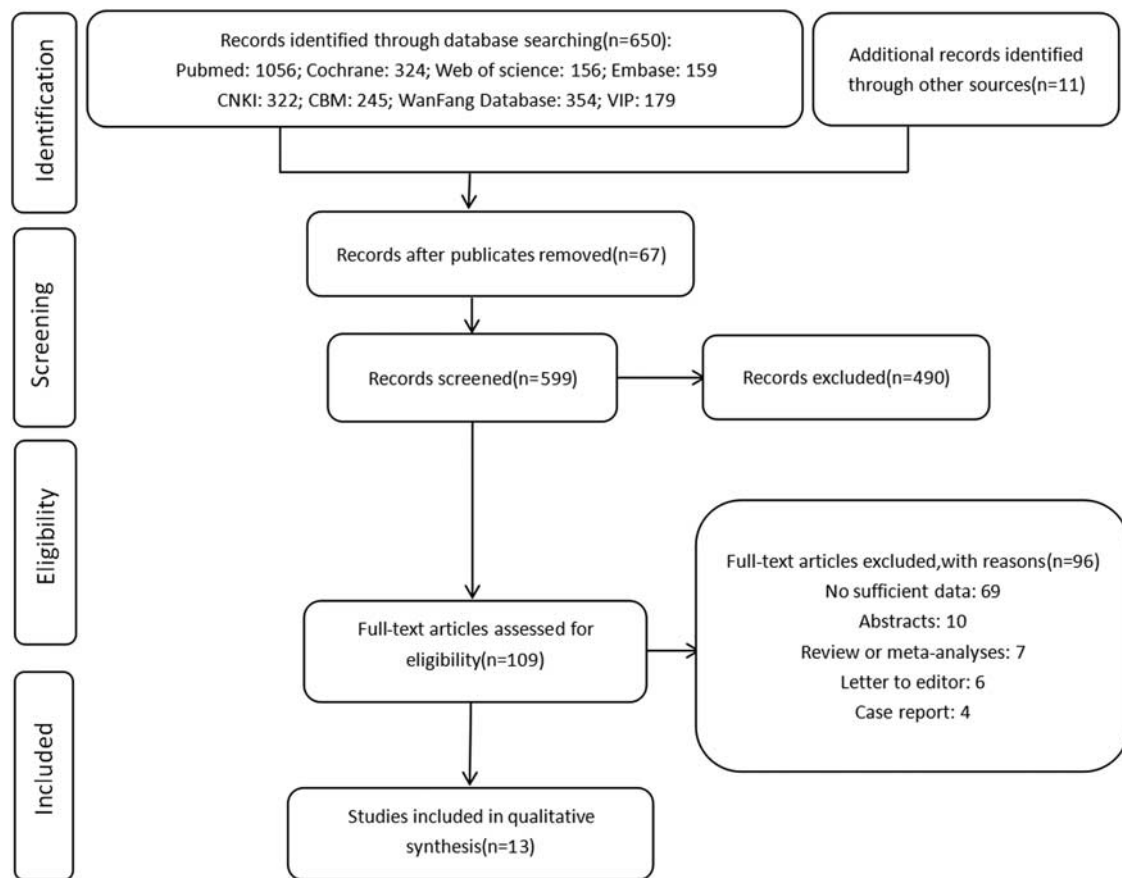 Identification
Records identified through database searching(n=650):
Pubmed: 1056; Cochrane: 324; Web of science: 156; Embase: 159
CNKI: 322; CBM: 245; WanFang Database: 354; VIP: 179
Additional records identified
through other sources(n=11)
Screening
Records after publicates removed(n=67)
Records screened(n=599)
Records excluded(n=490)
Eligibility
Full-text articles assessed for
eligibility(n=109)
Full-text articles excluded,with reasons(n=96)
No sufficient data: 69
Abstracts: 10
Review or meta-analyses: 7
Letter to editor: 6
Case report: 4
Included
Studies included in qualitative
synthesis(n=13)